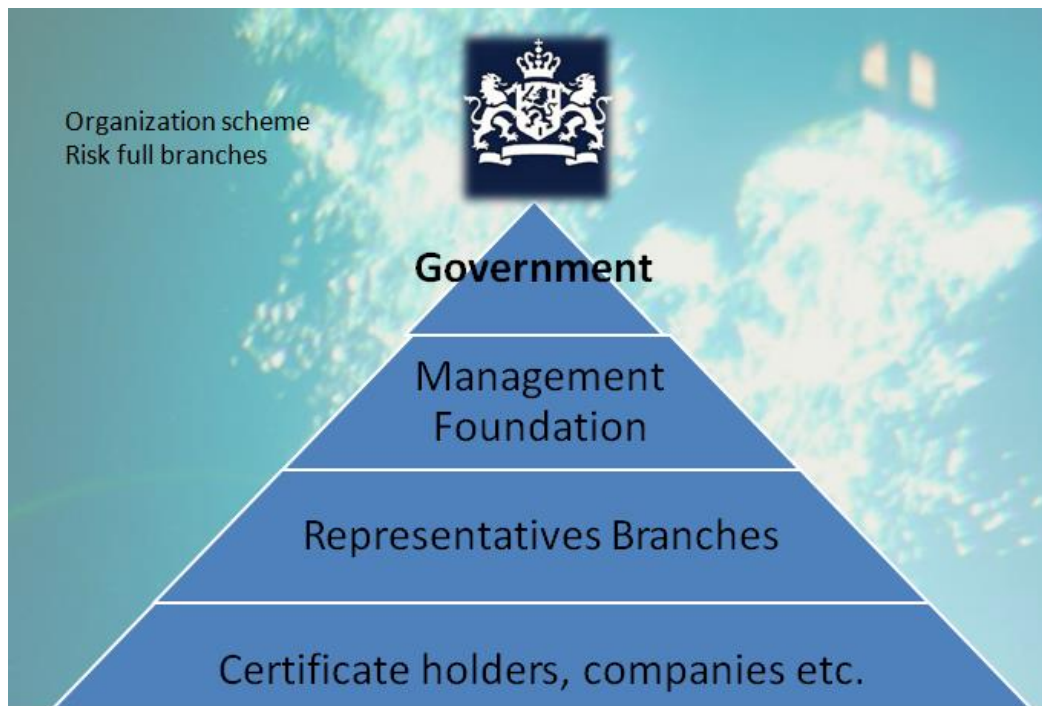 Organization scheme
Risk full branches
Government
Management
Foundation
Representatives Branches
Certificate holders, companies etc.